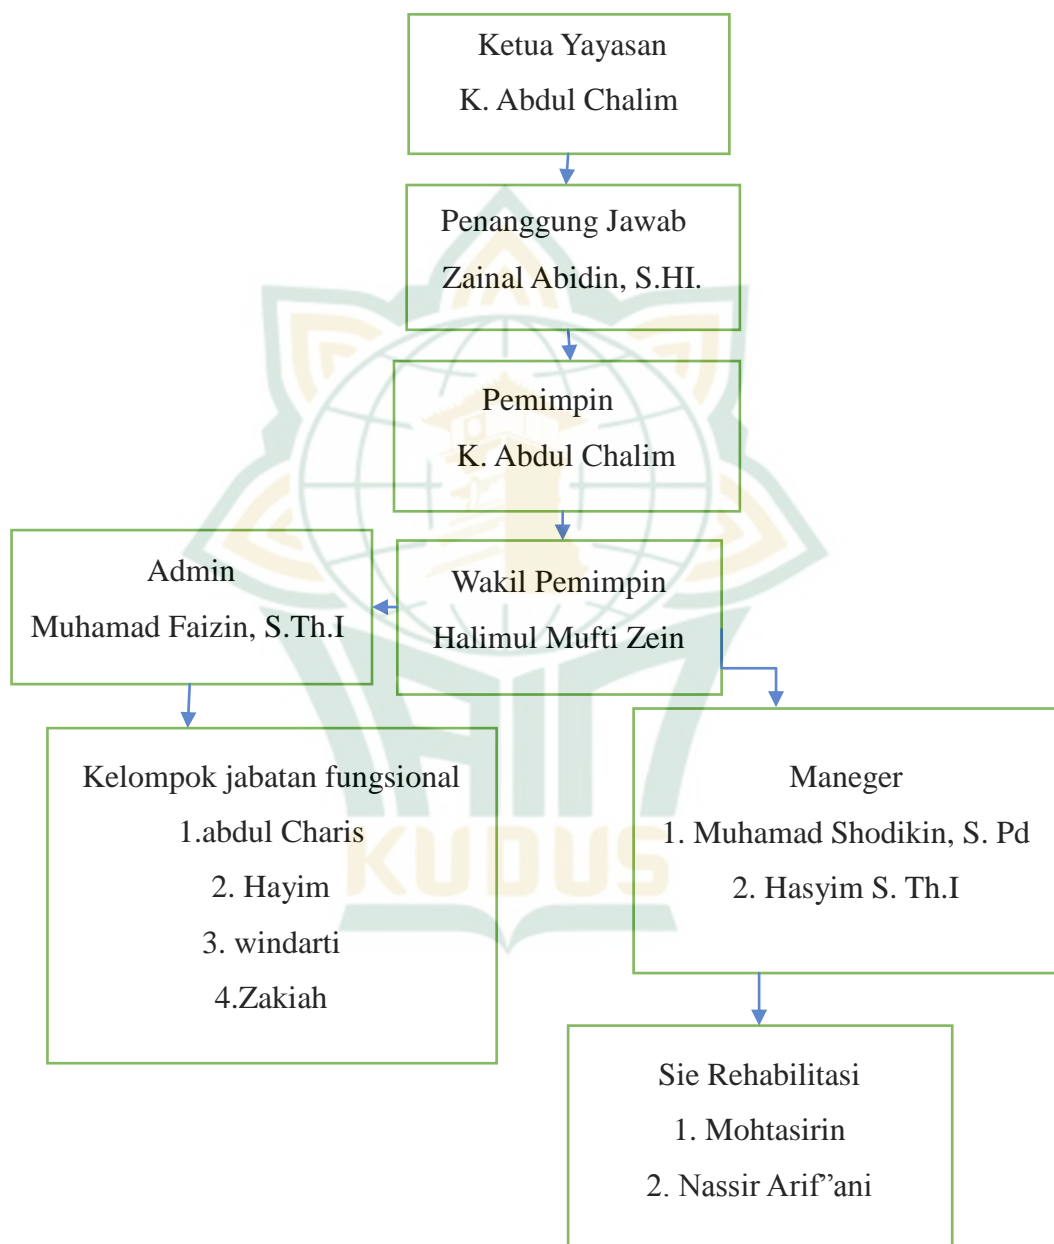 Ketua Yayasan
K. Abdul Chalim
Penanggung Jawab
Zainal Abidin, S.HI.
Pemimpin
K. Abdul Chalim
Wakil Pemimpin
Halimul Mufti Zein
Admin
Muhamad Faizin, S.Th.I
Kelompok jabatan fungsional
1.abdul Charis
2. Hayim
3. windarti
4.Zakiah
Maneger
1. Muhamad Shodikin, S. Pd
2. Hasyim S. Th.I
Sie Rehabilitasi
1. Mohtasirin
2. Nassir Arif”ani
KUDUS